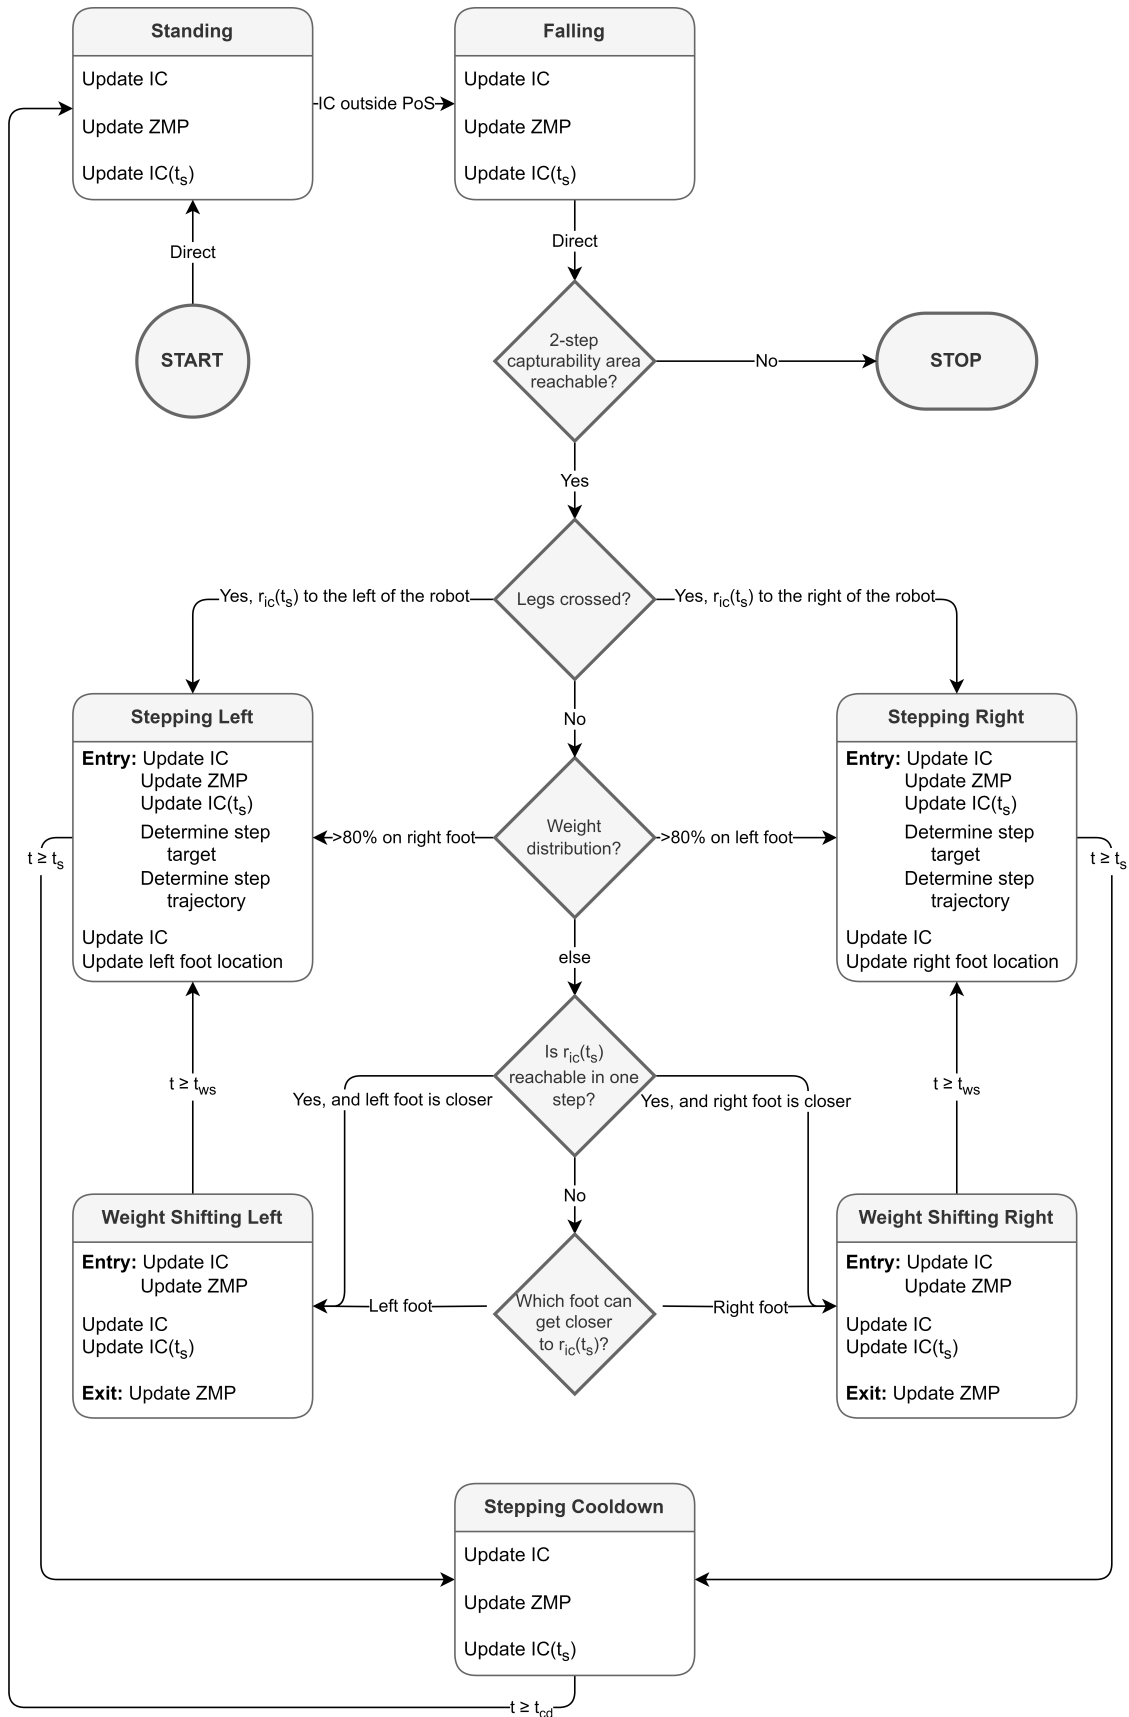 Standing
Update IC
Update ZMP
Update IC(ts)
IC outside PoS
Falling
Update IC
Update ZMP
Update IC(ts)
Direct
START
Direct
2-step
capturability area
reachable?
No
STOP
Yes
Legs crossed?
Yes, ric(ts) to the left of the robot
Yes, ric(ts) to the right of the robot
No
Stepping Left
Entry: Update IC
Update ZMP
Update IC(ts)
Determine step
target
Determine step
trajectory
Update IC
Update left foot location
t ≥ ts
Weight
distribution?
>80% on right foot
>80% on left foot
Stepping Right
Entry: Update IC
Update ZMP
Update IC(ts)
Determine step
target
Determine step
trajectory
Update IC
Update right foot location
t ≥ ts
else
Is ric(ts)
reachable in one
step?
Yes, and left foot is closer
Yes, and right foot is closer
t ≥ tws
t ≥ tws
No
Weight Shifting Left
Entry: Update IC
Update ZMP
Update IC
Update IC(ts)
Exit: Update ZMP
Which foot can
get closer
to ric(ts)?
Left foot
Right foot
Weight Shifting Right
Entry: Update IC
Update ZMP
Update IC
Update IC(ts)
Exit: Update ZMP
Stepping Cooldown
Update IC
Update ZMP
Update IC(ts)
t ≥ tcd